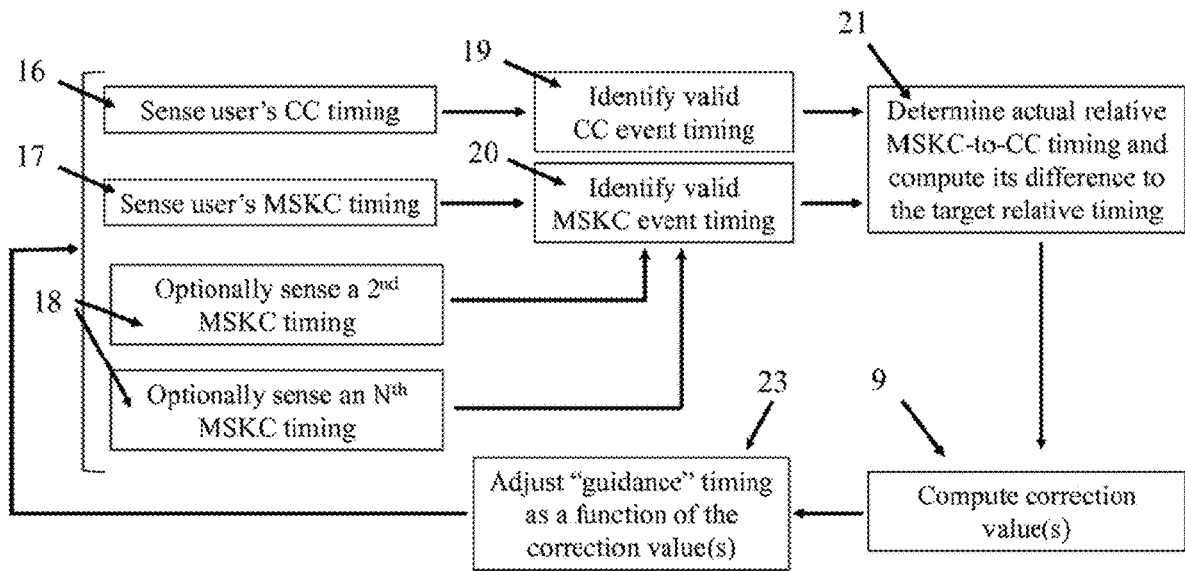 16
Sense user's CC timing
19
Identify valid
CC event timing
21
Determine actual relative
MSKC-to-CC timing and
compute its difference to
the target relative timing
17
Sense user's MSKC timing
20
Identify valid
MSKC event timing
18
Optionally sense a 2nd
MSKC timing
Optionally sense an Nth
MSKC timing
23
Adjust “guidance” timing
as a function of the
correction value(s)
9
Compute correction
value(s)